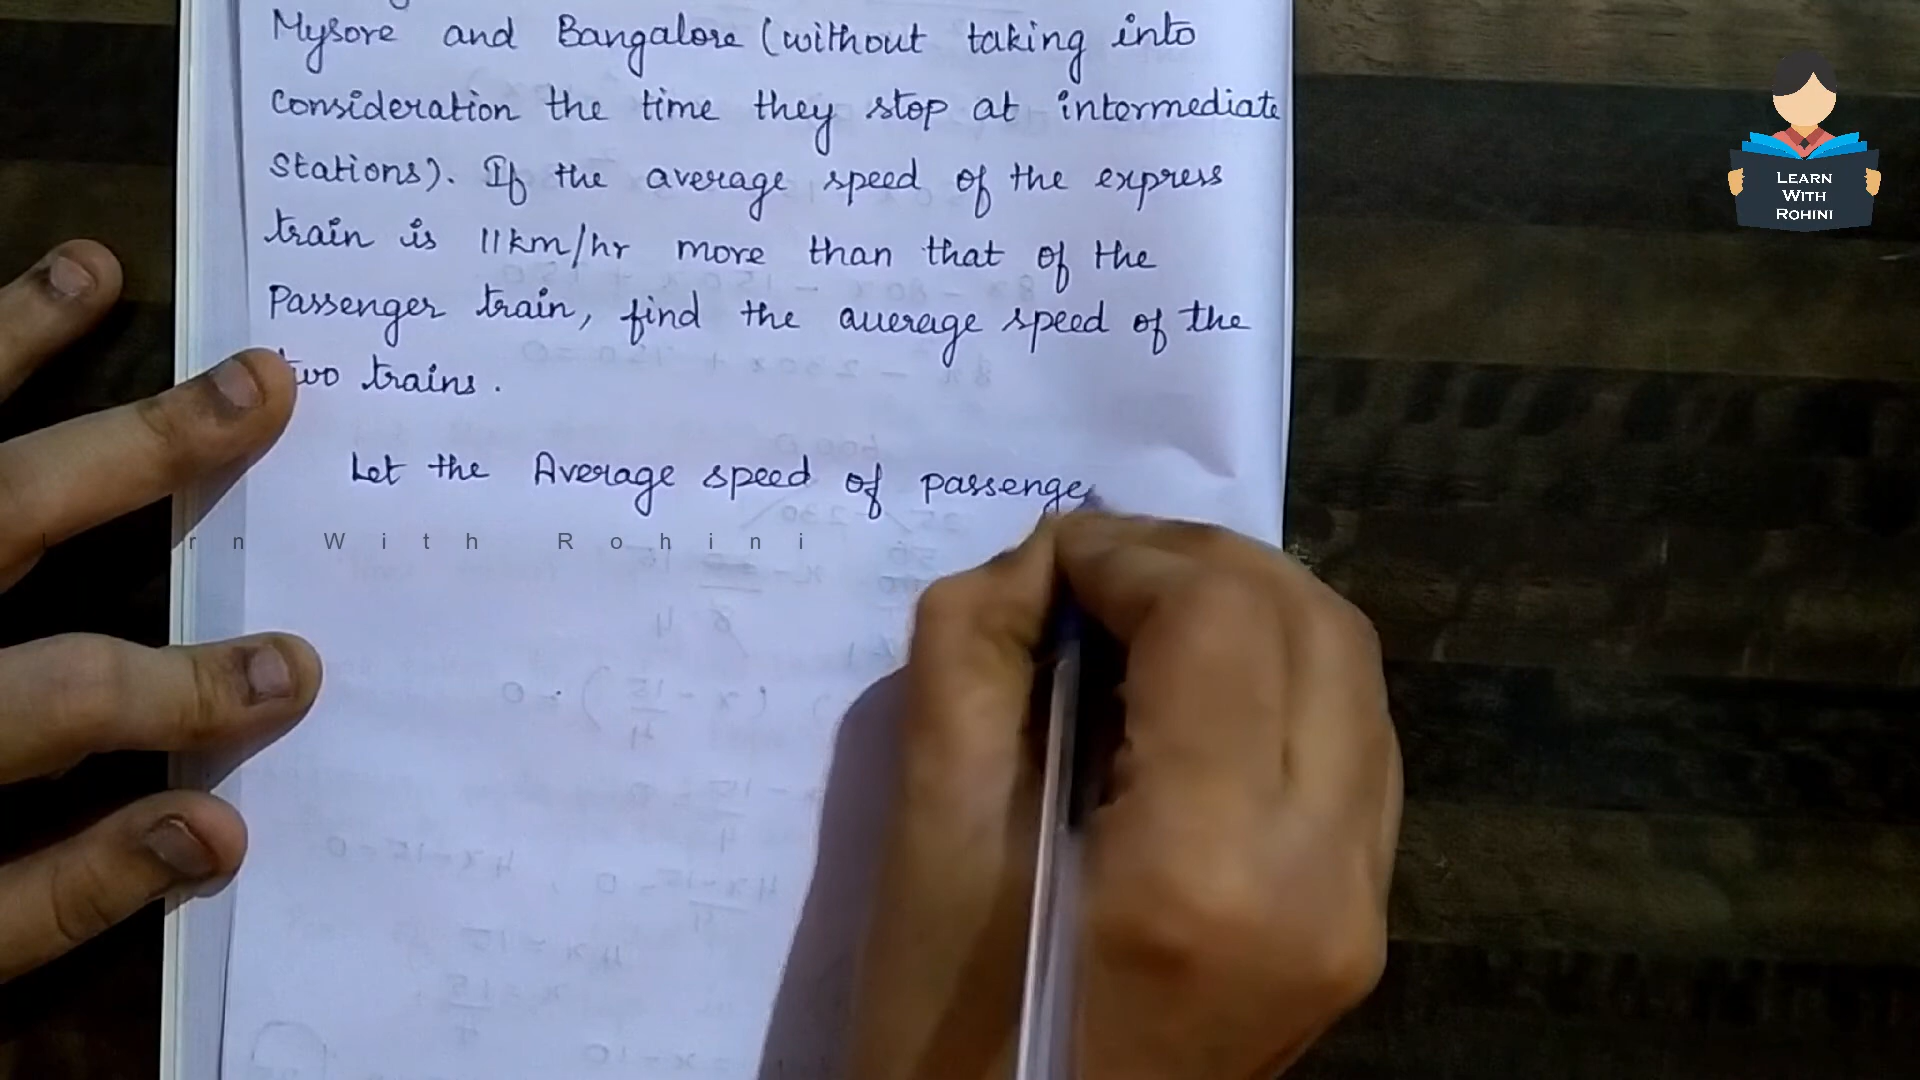 Mysore and Bangalore (without taking into
Consideration the time they stop at intermediate
Stations). If the average speed of the express
train is 11km/hr more than that of the
Passenger train, find the average speed of the
two trains.
Let the Average speed of passenge
rn With Rohini
LEARN
WITH
ROHINI